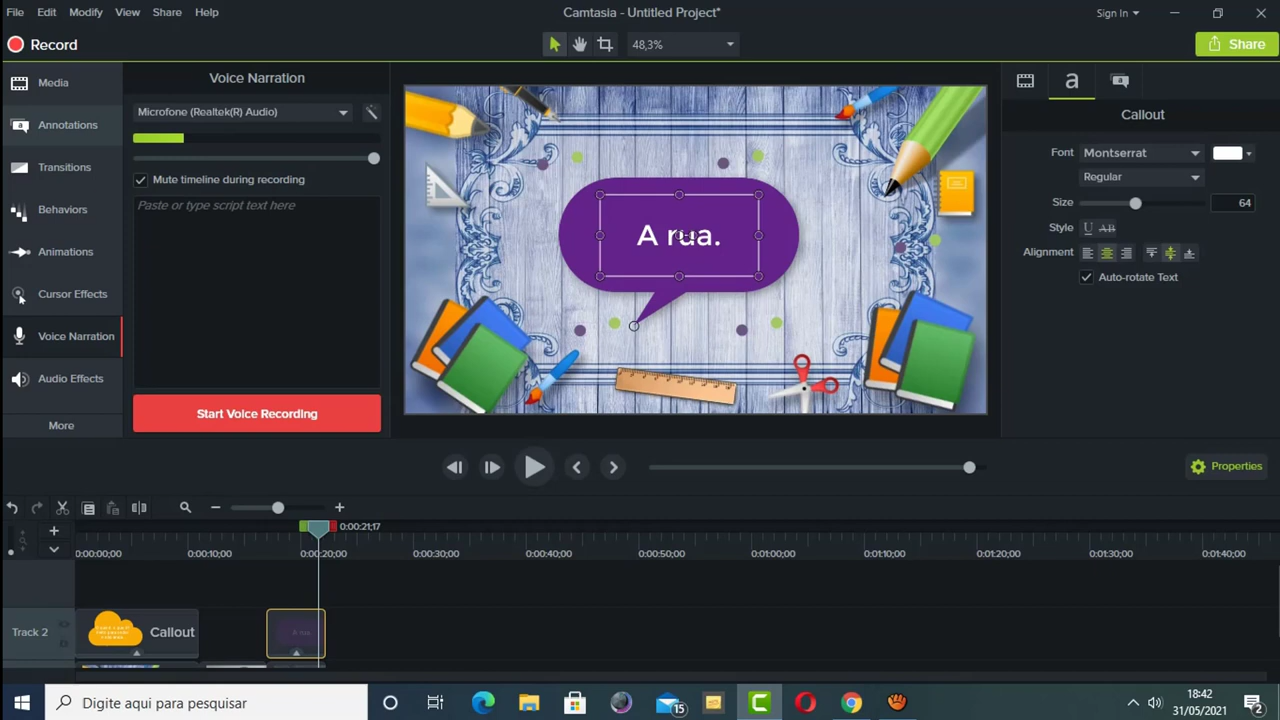 File Edit Modify View Share Help
Camtasia - Untitled Project*
Sign In
Record
48,3%
Share
Media
Annotations
Transitions
Behaviors
Animations
Cursor Effects
Voice Narration
Audio Effects
More
Voice Narration
Microfone (Realtek(R) Audio)
Mute timeline during recording
Paste or type script text here
Start Voice Recording
A rua.
a
Callout
Font Montserrat
Regular
Size 64
Style U AB
Alignment
Auto-rotate Text
Properties
0:00:21;17
0:00:00;00 0:00:10;00 0:00:20;00 0:00:30;00 0:00:40;00 0:00:50;00 0:01:00;00 0:01:10;00 0:01:20;00 0:01:30;00 0:01:40;00
Track 2
Callout
A rua.
Digite aqui para pesquisar
15
18:42
31/05/2021
2